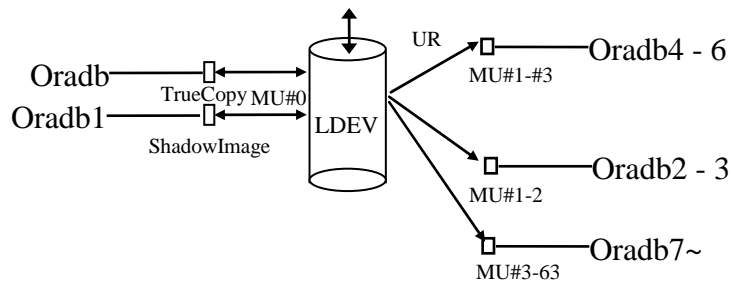 UR
Oradb
Oradb4 - 6
MU#1-#3
TrueCopy
MU#0
Oradb1
LDEV
ShadowImage
Oradb2 - 3
MU#1-2
Oradb7~
MU#3-63